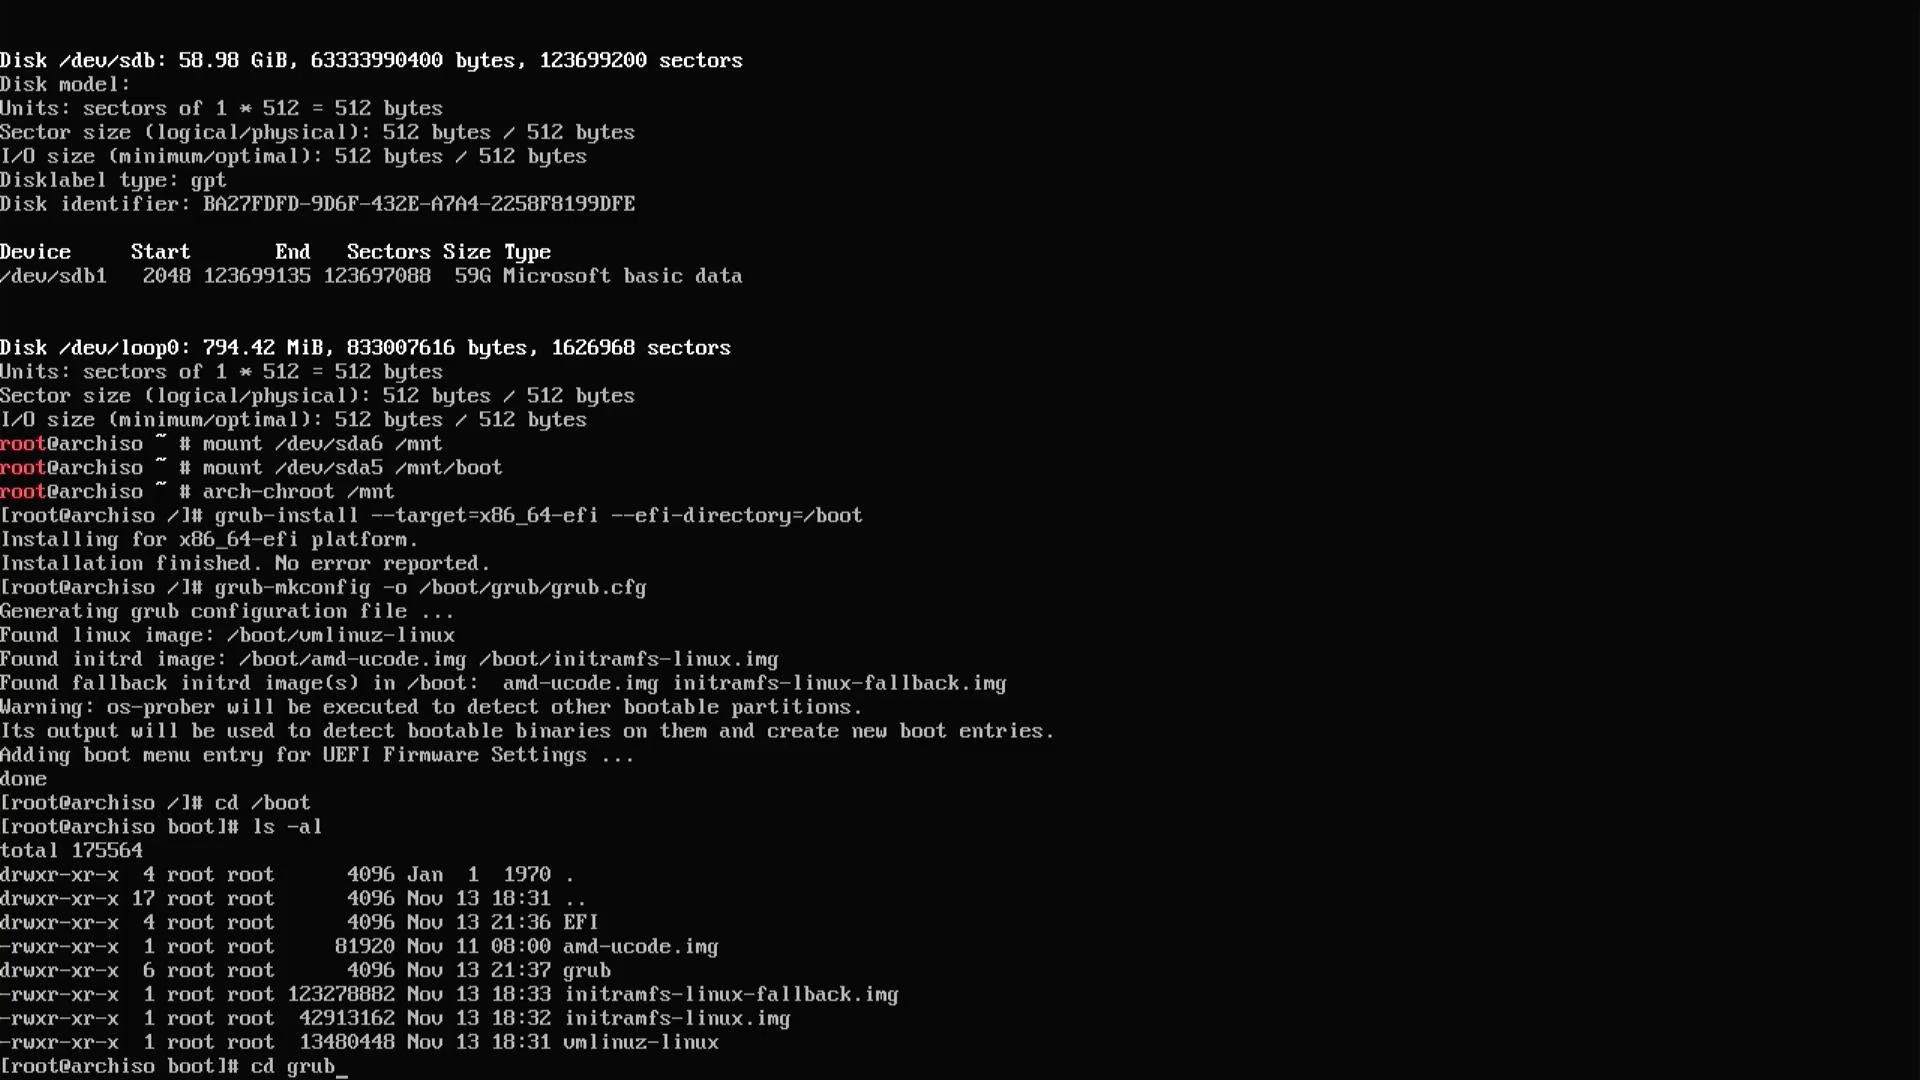 Disk /dev/sdb: 58.98 GiB, 63333990400 bytes, 123699200 sectors
Disk model:
Units: sectors of 1 * 512 = 512 bytes
Sector size (logical/physical): 512 bytes / 512 bytes
I/O size (minimum/optimal): 512 bytes / 512 bytes
Disklabel type: gpt
Disk identifier: BA27FDFD-9D6F-432E-A7A4-2258F8199DFE
Device     Start       End   Sectors Size Type
/dev/sdb1   2048 123699135 123697088  59G Microsoft basic data
Disk /dev/loop0: 794.42 MiB, 833007616 bytes, 1626968 sectors
Units: sectors of 1 * 512 = 512 bytes
Sector size (logical/physical): 512 bytes / 512 bytes
I/O size (minimum/optimal): 512 bytes / 512 bytes
root@archiso ~ # mount /dev/sda6 /mnt
root@archiso ~ # mount /dev/sda5 /mnt/boot
root@archiso ~ # arch-chroot /mnt
[root@archiso /]# grub-install --target=x86_64-efi --efi-directory=/boot
Installing for x86_64-efi platform.
Installation finished. No error reported.
[root@archiso /]# grub-mkconfig -o /boot/grub/grub.cfg
Generating grub configuration file ...
Found linux image: /boot/vmlinuz-linux
Found initrd image: /boot/amd-ucode.img /boot/initramfs-linux.img
Found fallback initrd image(s) in /boot:  amd-ucode.img initramfs-linux-fallback.img
Warning: os-prober will be executed to detect other bootable partitions.
Its output will be used to detect bootable binaries on them and create new boot entries.
Adding boot menu entry for UEFI Firmware Settings ...
done
[root@archiso /]# cd /boot
[root@archiso boot]# ls -al
total 175564
drwxr-xr-x  4 root root      4096 Jan  1  1970 .
drwxr-xr-x 17 root root      4096 Nov 13 18:31 ..
drwxr-xr-x  4 root root      4096 Nov 13 21:36 EFI
-rwxr-xr-x  1 root root     81920 Nov 11 08:00 amd-ucode.img
drwxr-xr-x  6 root root      4096 Nov 13 21:37 grub
-rwxr-xr-x  1 root root 123278882 Nov 13 18:33 initramfs-linux-fallback.img
-rwxr-xr-x  1 root root  42913162 Nov 13 18:32 initramfs-linux.img
-rwxr-xr-x  1 root root  13480448 Nov 13 18:31 vmlinuz-linux
[root@archiso boot]# cd grub_